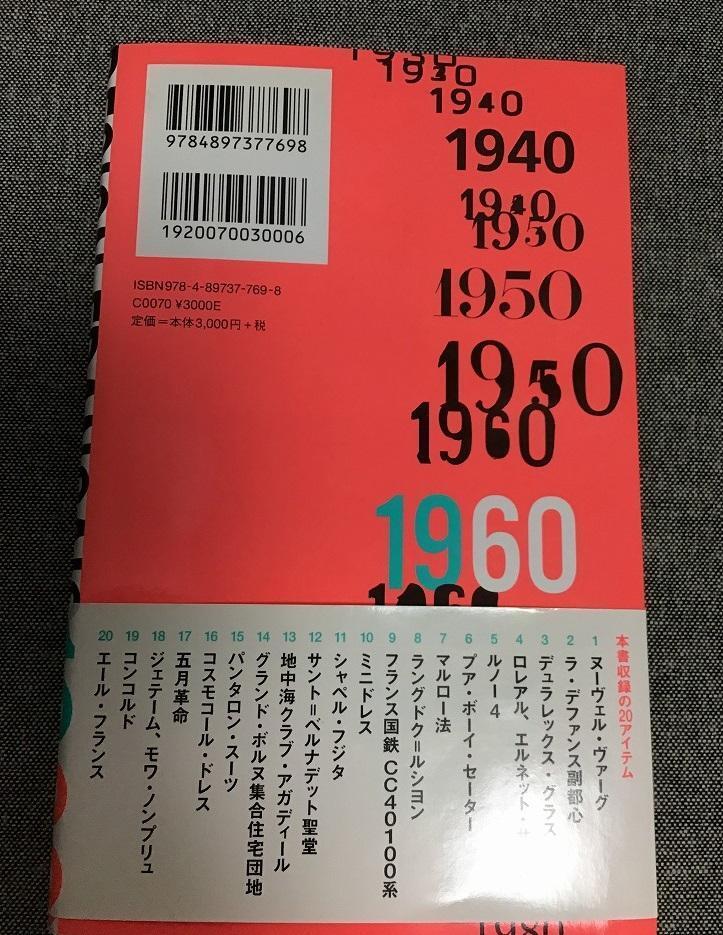 1930
1940
1940
1940
1950
1950
1950
1960
1960
9784897377698
1920070030006
ISBN978-4-89737-769-8
C0070 ¥3000E
定価=本体3,000円+税
本書収録の20アイテム
1 ヌーヴェル・ヴァーグ
2 ラ・デファンス副都心
3 デュラレックス・グラス
4 ロレアル、エルネット・
5 ルノー4
6 プア・ボーイ・セーター
7 マルロー法
8 ラングドク=ルシヨン
9 フランス国鉄 CC40100系
10 ミニドレス
11 シャペル・フジタ
12 サント=ベルナデット聖堂
13 地中海クラブ・アガディール
14 グランド・ボルヌ集合住宅団地
15 パンタロン・スーツ
16 コスモコール・ドレス
17 五月革命
18 ジュテーム、モワ・ノンプリュ
19 コンコルド
20 エール・フランス